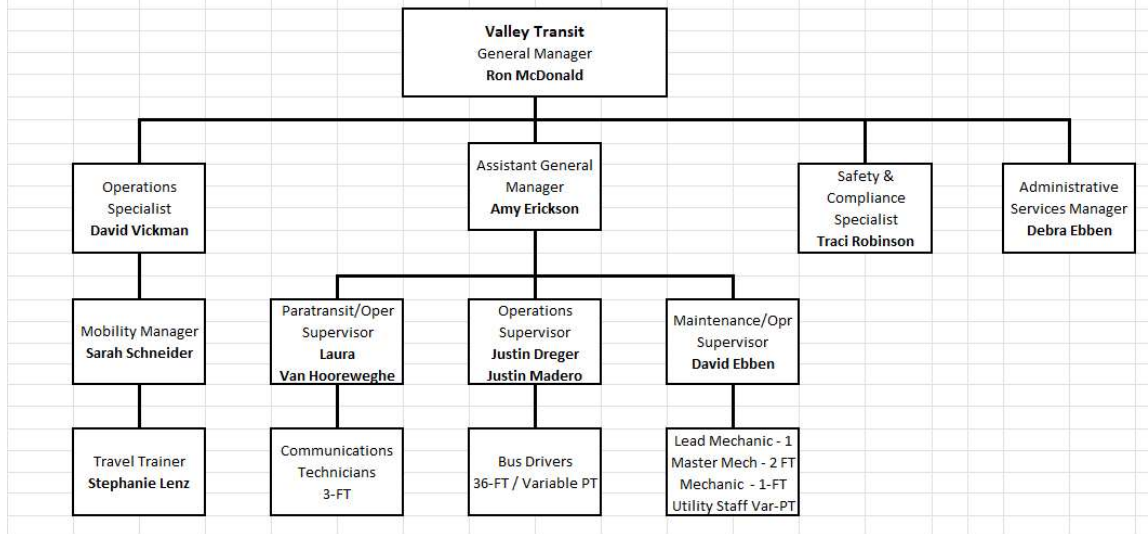 Valley Transit
General Manager
Ron McDonald
Operations
Specialist
David Vickman
Assistant General
Manager
Amy Erickson
Safety &
Compliance
Specialist
Traci Robinson
Administrative
Services Manager
Debra Ebben
Mobility Manager
Sarah Schneider
Paratransit/Oper
Supervisor
Laura
Van Hooreweghe
Operations
Supervisor
Justin Dreger
Justin Madero
Maintenance/Opr
Supervisor
David Ebben
Travel Trainer
Stephanie Lenz
Communications
Technicians
3-FT
Bus Drivers
36-FT / Variable PT
Lead Mechanic - 1
Master Mech - 2 FT
Mechanic - 1-FT
Utility Staff Var-PT